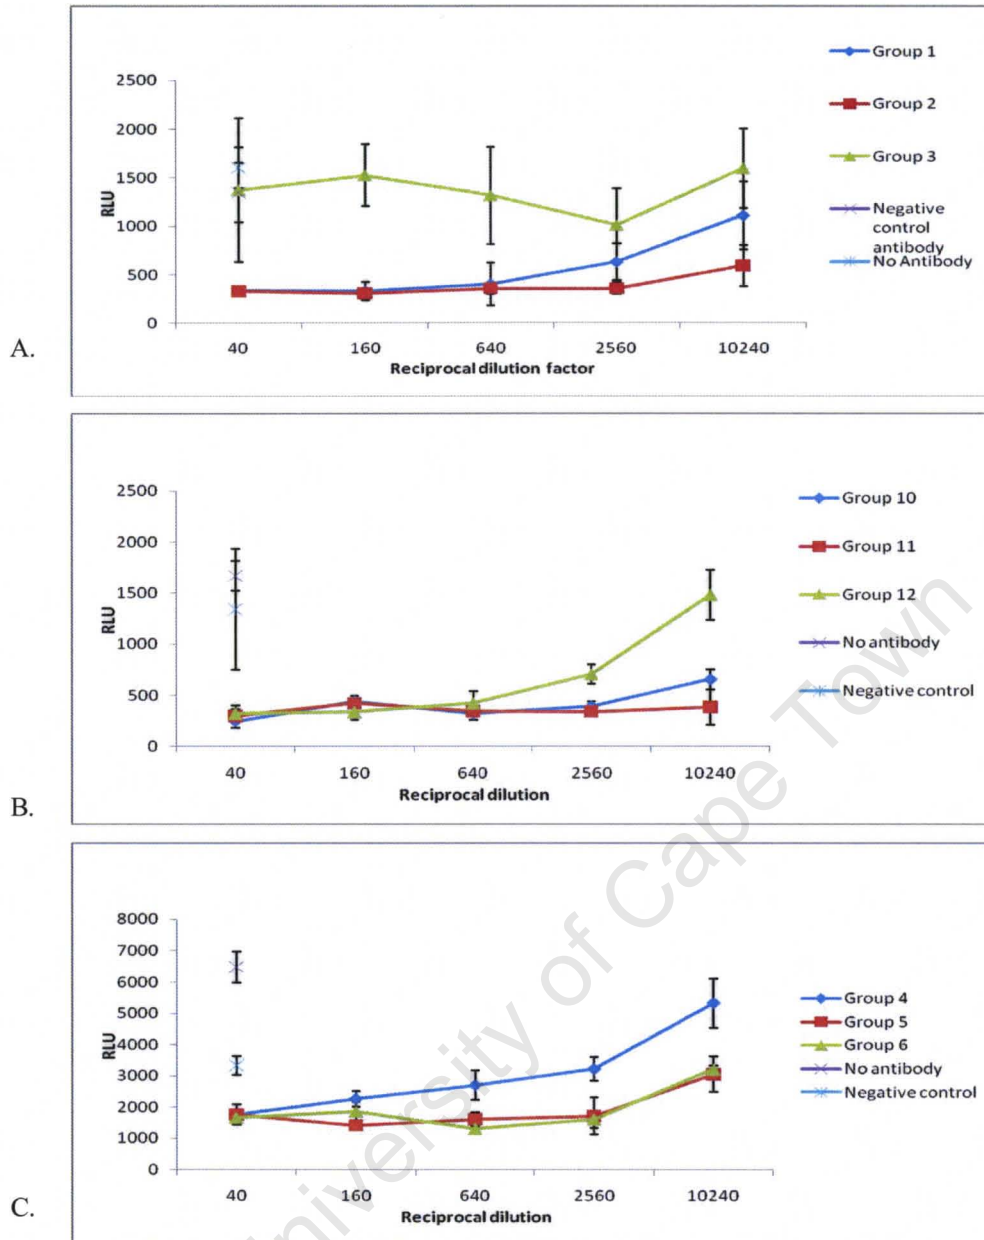 A.
2500
2000
1500
1000
500
0
RLU
40 160 640 2560 10240
Reciprocal dilution factor
Group 1
Group 2
Group 3
Negative
control
antibody
No Antibody
B.
2500
2000
1500
1000
500
0
RLU
40 160 640 2560 10240
Reciprocal dilution
Group 10
Group 11
Group 12
No antibody
Negative control
C.
8000
7000
6000
5000
4000
3000
2000
1000
0
RLU
40 160 640 2560 10240
Reciprocal dilution
Group 4
Group 5
Group 6
No antibody
Negative control
University of Cape Town